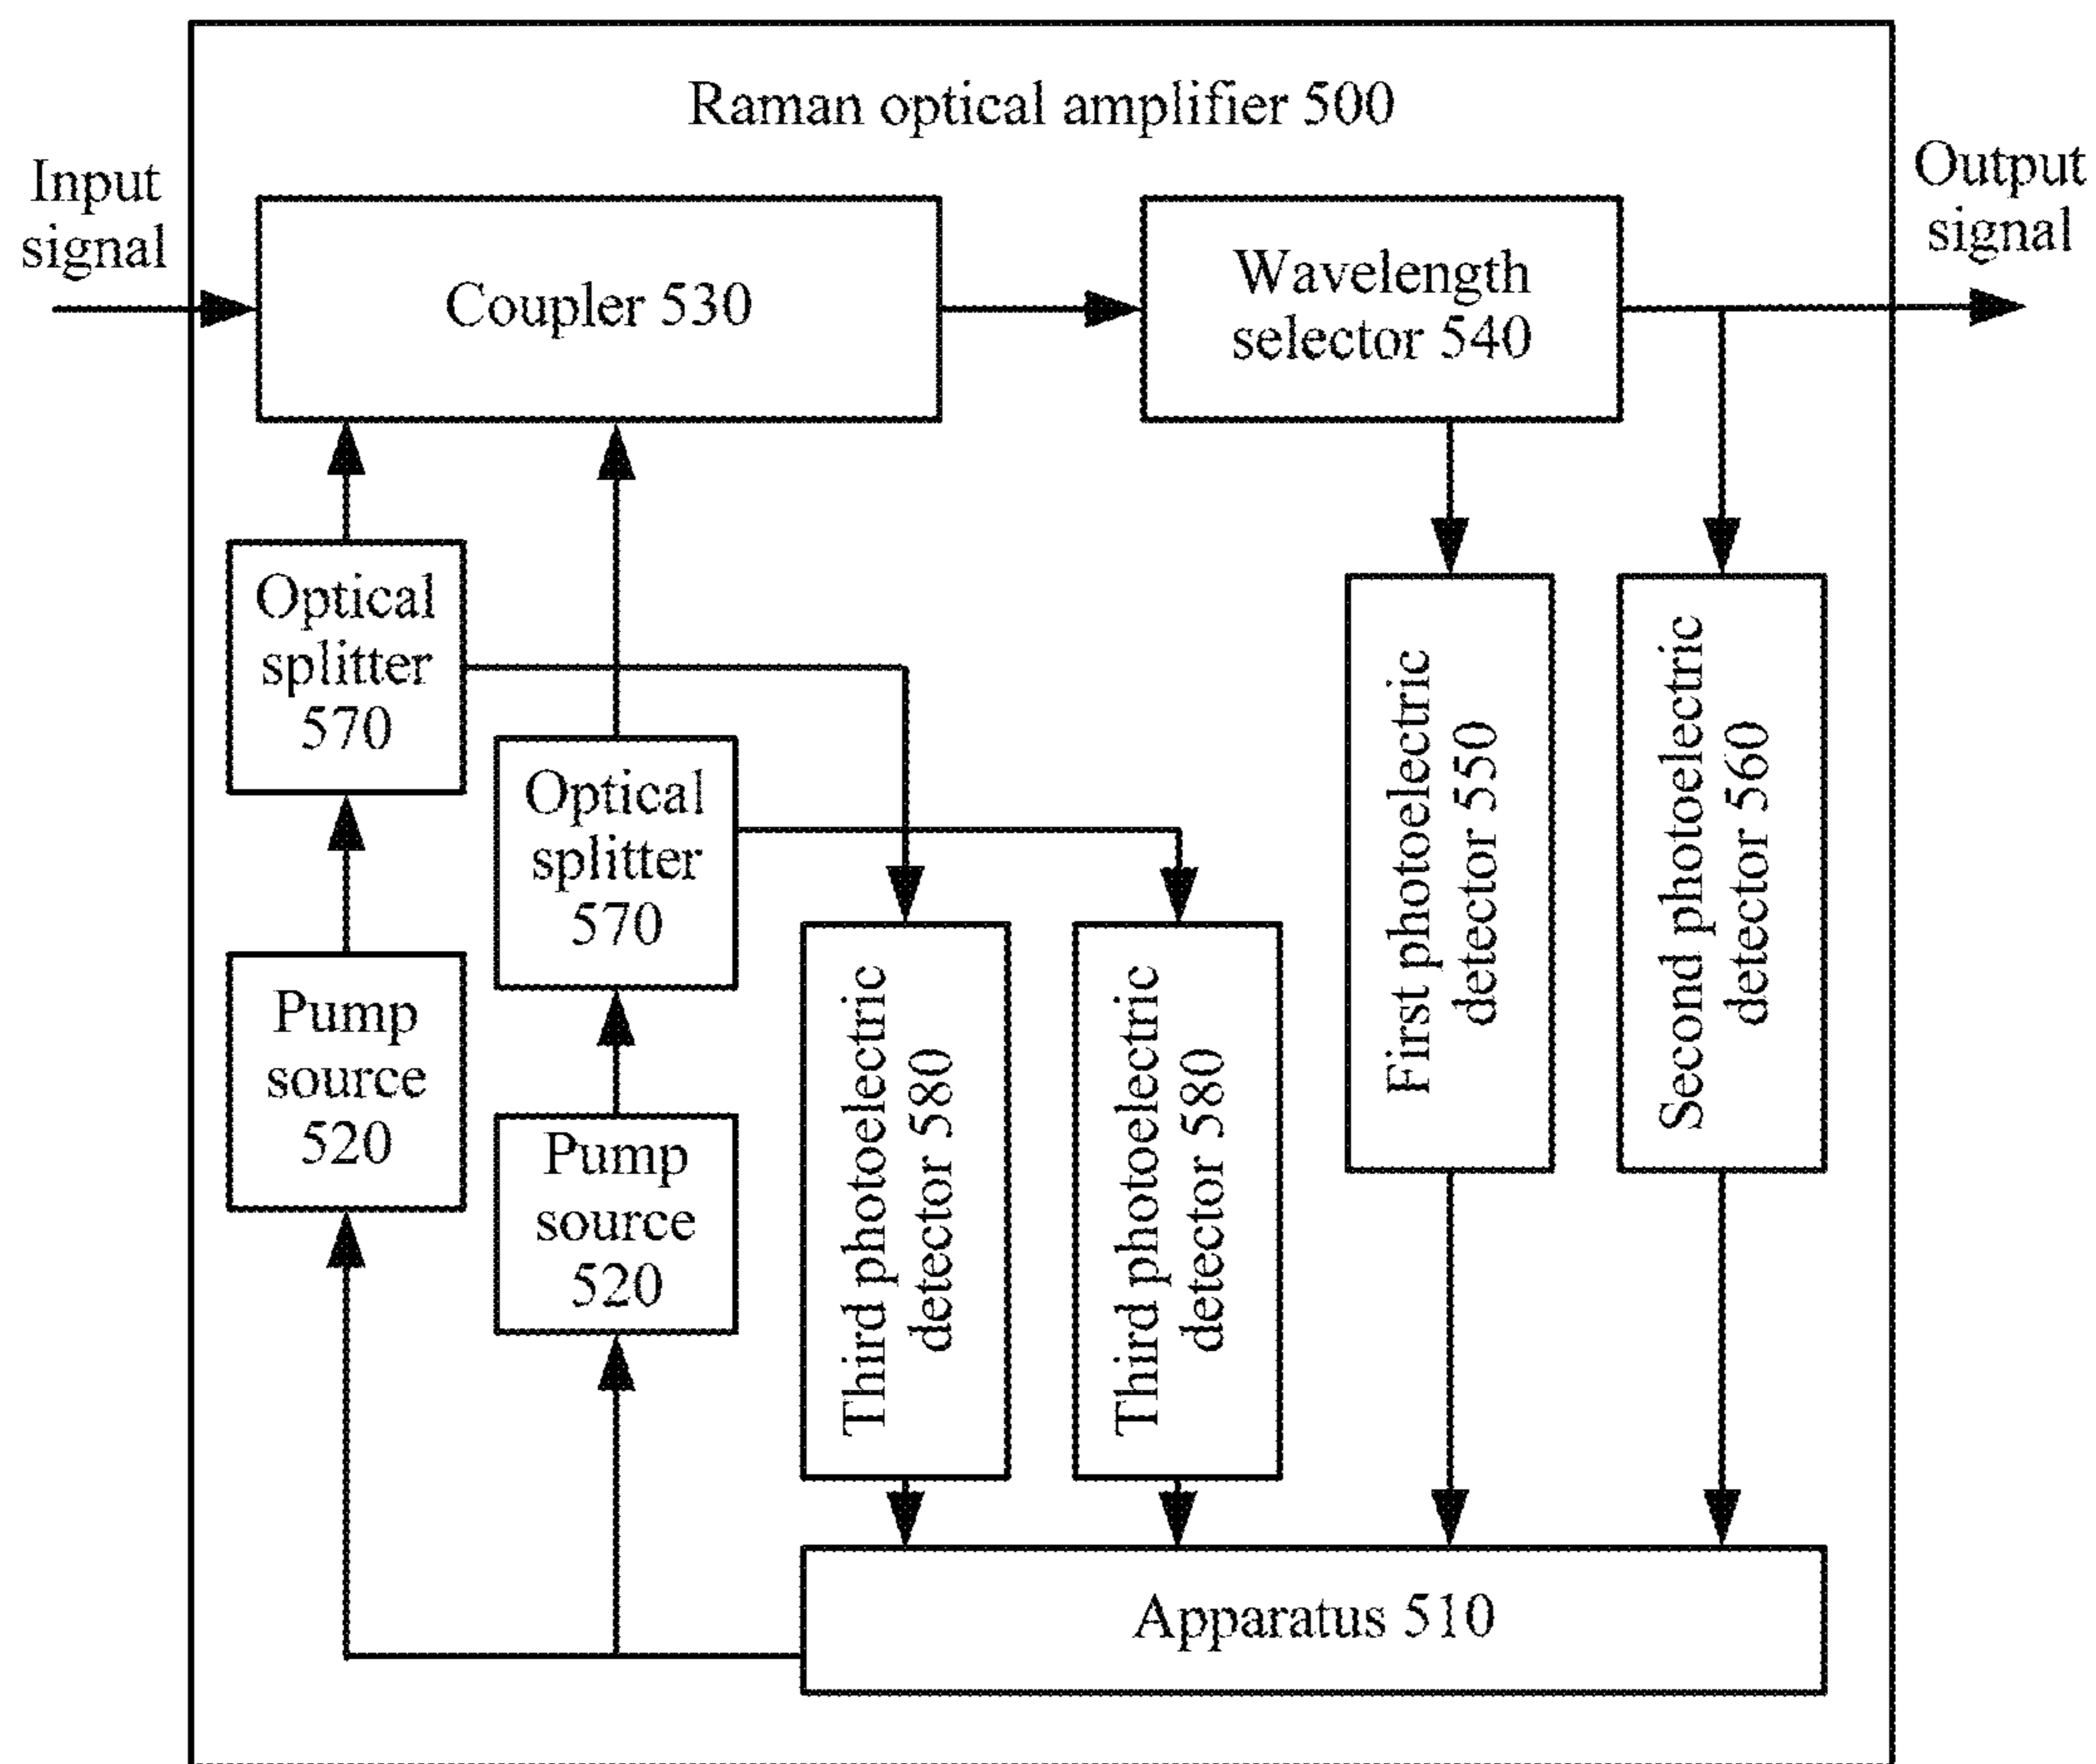 Raman optical amplifier 500
Input
signal
Output
signal
Coupler 530
Wavelength
selector 540
Optical
splitter
570
Optical
splitter
570
Pump
source
520
Pump
source
520
Third photoelectric
detector 580
Third photoelectric
detector 580
First photoelectric
detector 550
Second photoelectric
detector 560
Apparatus 510